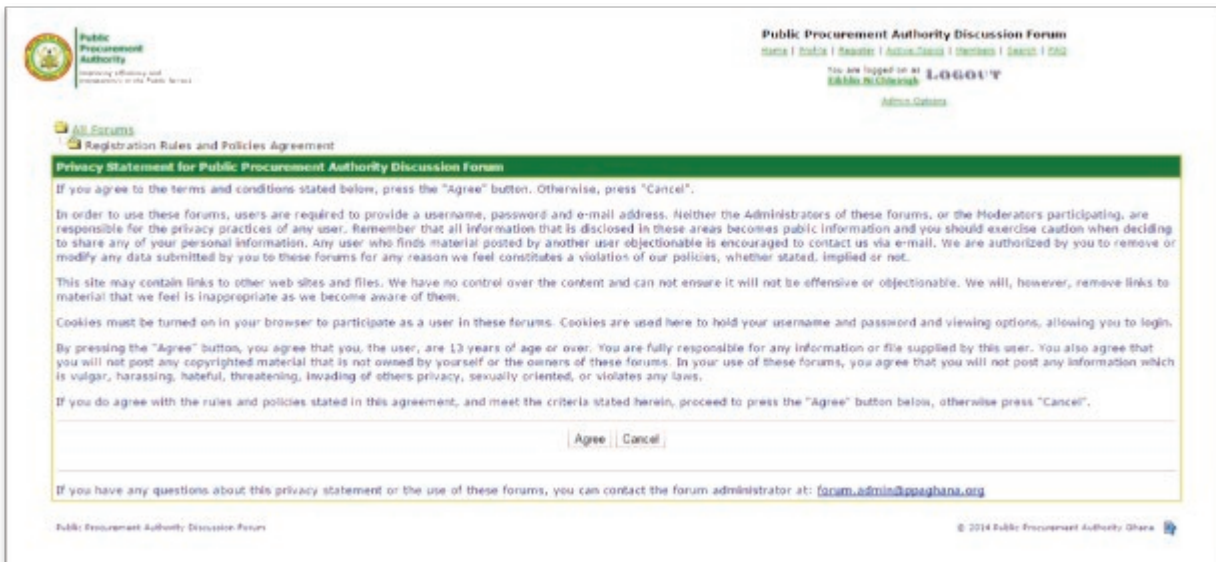 Public
Procurement
Authority
Public Procurement Authority Discussion Forum
Home | Profile | Register | Active Topics | Members | Search | FAQ
You are logged on as
LOGOUT
Admin Options
All Forums
Registration Rules and Policies Agreement
Privacy Statement for Public Procurement Authority Discussion Forum
If you agree to the terms and conditions stated below, press the "Agree" button. Otherwise, press "Cancel".
In order to use these forums, users are required to provide a username, password and e-mail address. Neither the Administrators of these forums, or the Moderators participating, are
responsible for the privacy practices of any user. Remember that all information that is disclosed in these areas becomes public information and you should exercise caution when deciding
to share any of your personal information. Any user who finds material posted by another user objectionable is encouraged to contact us via e-mail. We are authorized by you to remove or
modify any data submitted by you to these forums for any reason we feel constitutes a violation of our policies, whether stated, implied or not.
This site may contain links to other web sites and files. We have no control over the content and can not ensure it will not be offensive or objectionable. We will, however, remove links to
material that we feel is inappropriate as we become aware of them.
Cookies must be turned on in your browser to participate as a user in these forums. Cookies are used here to hold your username and password and viewing options, allowing you to login.
By pressing the "Agree" button, you agree that you, the user, are 13 years of age or over. You are fully responsible for any information or file supplied by this user. You also agree that
you will not post any copyrighted material that is not owned by yourself or the owners of these forums. In your use of these forums, you agree that you will not post any information which
is vulgar, harassing, hateful, threatening, invading of others privacy, sexually oriented, or violates any laws.
If you do agree with the rules and policies stated in this agreement, and meet the criteria stated herein, proceed to press the "Agree" button below, otherwise press "Cancel".
Agree Cancel
If you have any questions about this privacy statement or the use of these forums, you can contact the forum administrator at: forum.admin@ppaghana.org
Public Procurement Authority Discussion Forum
© 2014 Public Procurement Authority Ghana